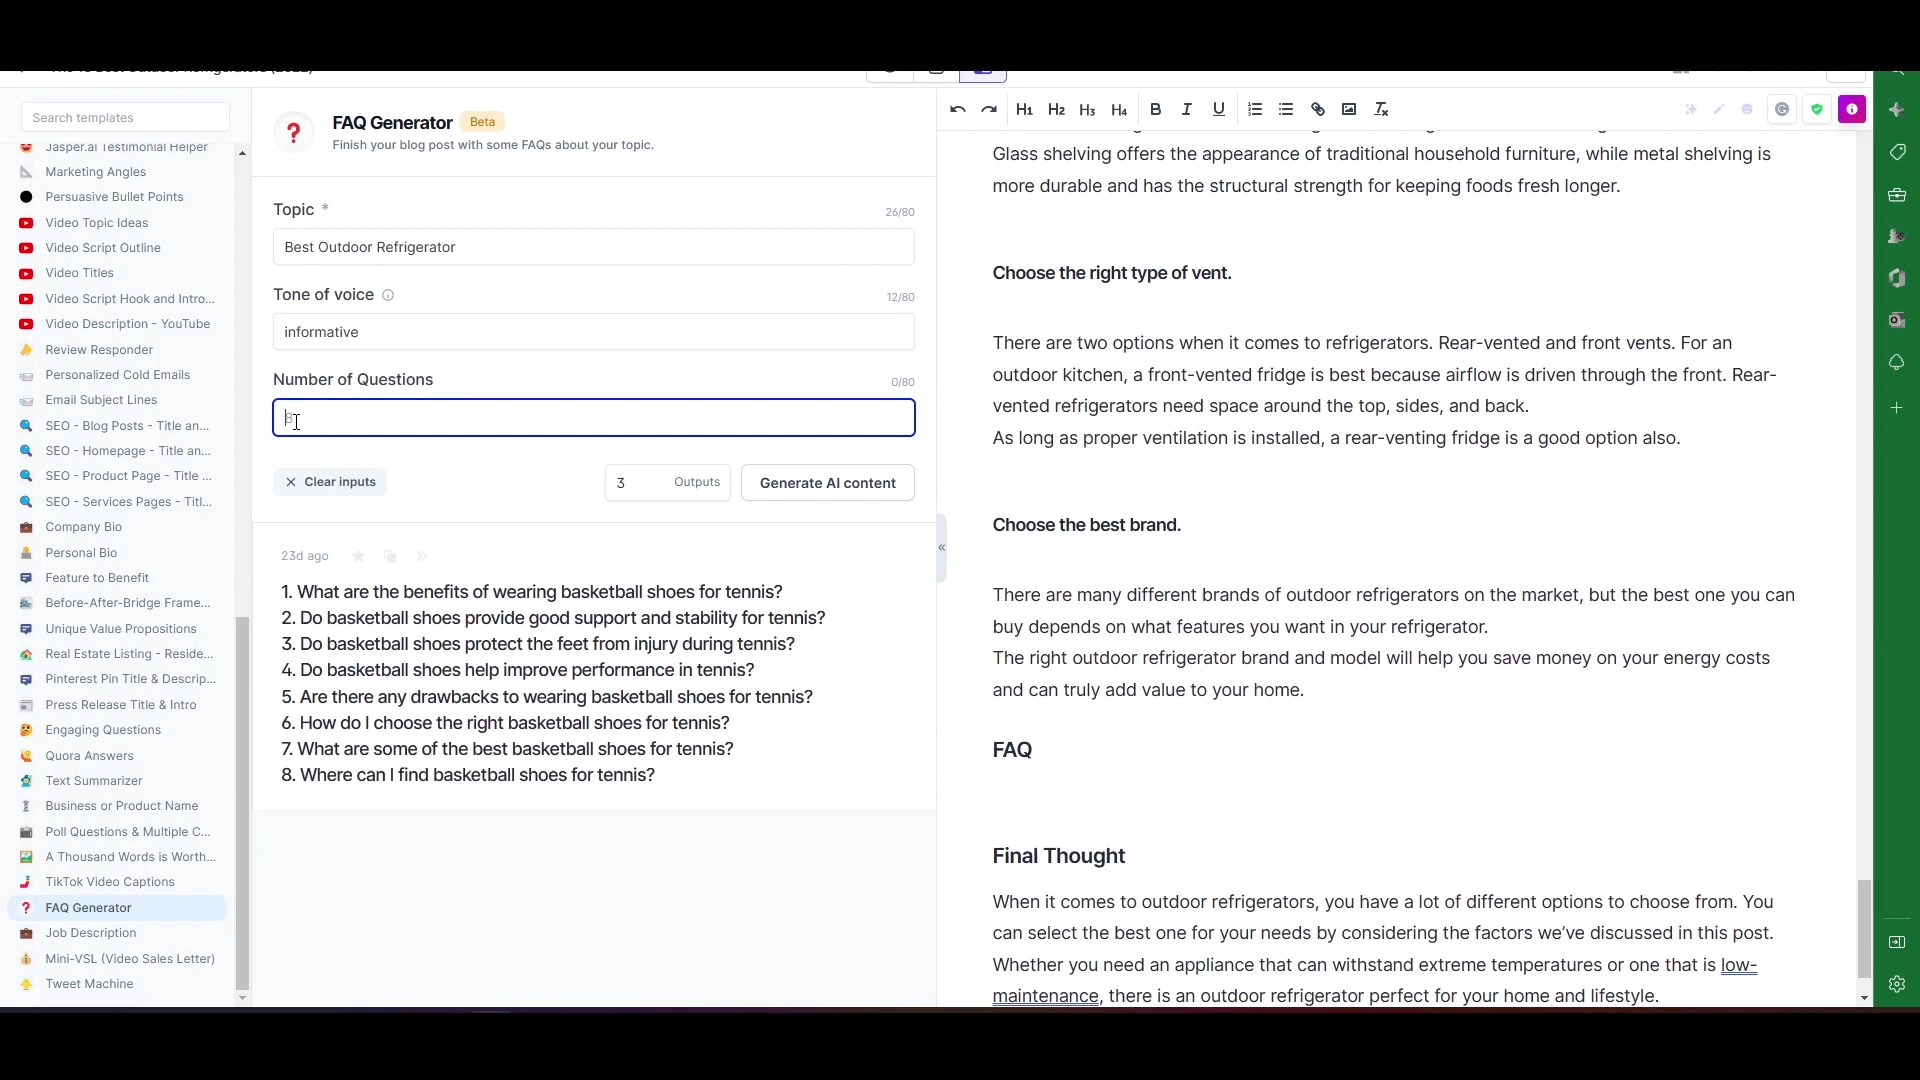 Search templates
Jasper.ai Testimonial Helper
Marketing Angles
Persuasive Bullet Points
Video Topic Ideas
Video Script Outline
Video Titles
Video Script Hook and Intro...
Video Description - YouTube
Review Responder
Personalized Cold Emails
Email Subject Lines
SEO - Blog Posts - Title an...
SEO - Homepage - Title an...
SEO - Product Page - Title ...
SEO - Services Pages - Titl...
Company Bio
Personal Bio
Feature to Benefit
Before-After-Bridge Frame...
Unique Value Propositions
Real Estate Listing - Reside...
Pinterest Pin Title & Descrip...
Press Release Title & Intro
Engaging Questions
Quora Answers
Text Summarizer
Business or Product Name
Poll Questions & Multiple C...
A Thousand Words is Worth...
TikTok Video Captions
FAQ Generator
Job Description
Mini-VSL (Video Sales Letter)
Tweet Machine
FAQ Generator Beta
Finish your blog post with some FAQs about your topic.
Topic * 26/80
Best Outdoor Refrigerator
Tone of voice 12/80
informative
Number of Questions 0/80
8
Clear inputs 3 Outputs Generate AI content
23d ago
1. What are the benefits of wearing basketball shoes for tennis?
2. Do basketball shoes provide good support and stability for tennis?
3. Do basketball shoes protect the feet from injury during tennis?
4. Do basketball shoes help improve performance in tennis?
5. Are there any drawbacks to wearing basketball shoes for tennis?
6. How do I choose the right basketball shoes for tennis?
7. What are some of the best basketball shoes for tennis?
8. Where can I find basketball shoes for tennis?
H1 H2 H3 H4 B I U
Glass shelving offers the appearance of traditional household furniture, while metal shelving is
more durable and has the structural strength for keeping foods fresh longer.
Choose the right type of vent.
There are two options when it comes to refrigerators. Rear-vented and front vents. For an
outdoor kitchen, a front-vented fridge is best because airflow is driven through the front. Rear-
vented refrigerators need space around the top, sides, and back.
As long as proper ventilation is installed, a rear-venting fridge is a good option also.
Choose the best brand.
There are many different brands of outdoor refrigerators on the market, but the best one you can
buy depends on what features you want in your refrigerator.
The right outdoor refrigerator brand and model will help you save money on your energy costs
and can truly add value to your home.
FAQ
Final Thought
When it comes to outdoor refrigerators, you have a lot of different options to choose from. You
can select the best one for your needs by considering the factors we've discussed in this post.
Whether you need an appliance that can withstand extreme temperatures or one that is low-
maintenance, there is an outdoor refrigerator perfect for your home and lifestyle.